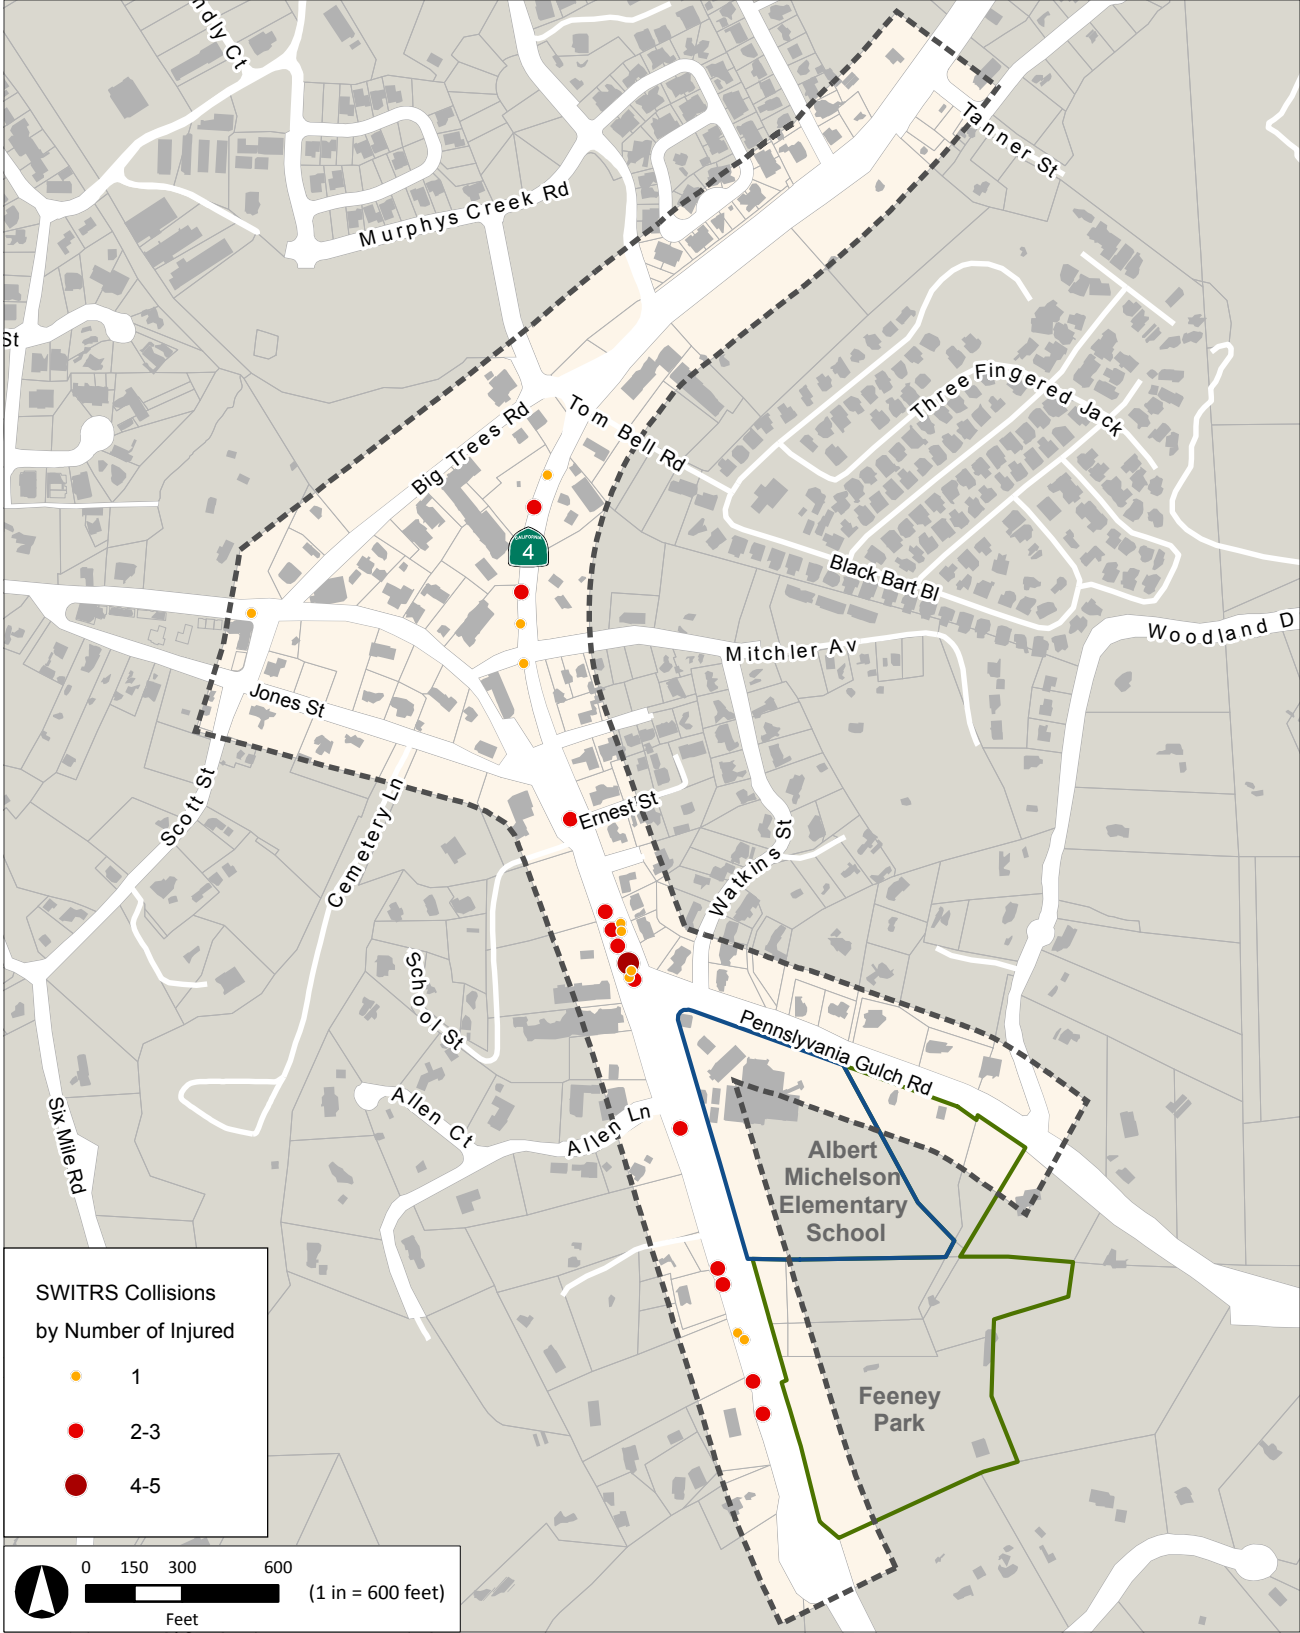 ndly Ct
Tanner St
Murphys Creek Rd
St
Three Fingered Jack
Big Trees Rd
Tom Bell Rd
CALIFORNIA
4
Black Bart Bl
Woodland D
Mitchler Av
Jones St
Scott St
Cemetery Ln
Ernest St
Watkins St
School St
Pennslyvania Gulch Rd
Six Mile Rd
Allen Ct
Allen Ln
Albert
Michelson
Elementary
School
Feeney
Park
SWITRS Collisions
by Number of Injured
1
2-3
4-5
0 150 300 600
Feet
(1 in = 600 feet)